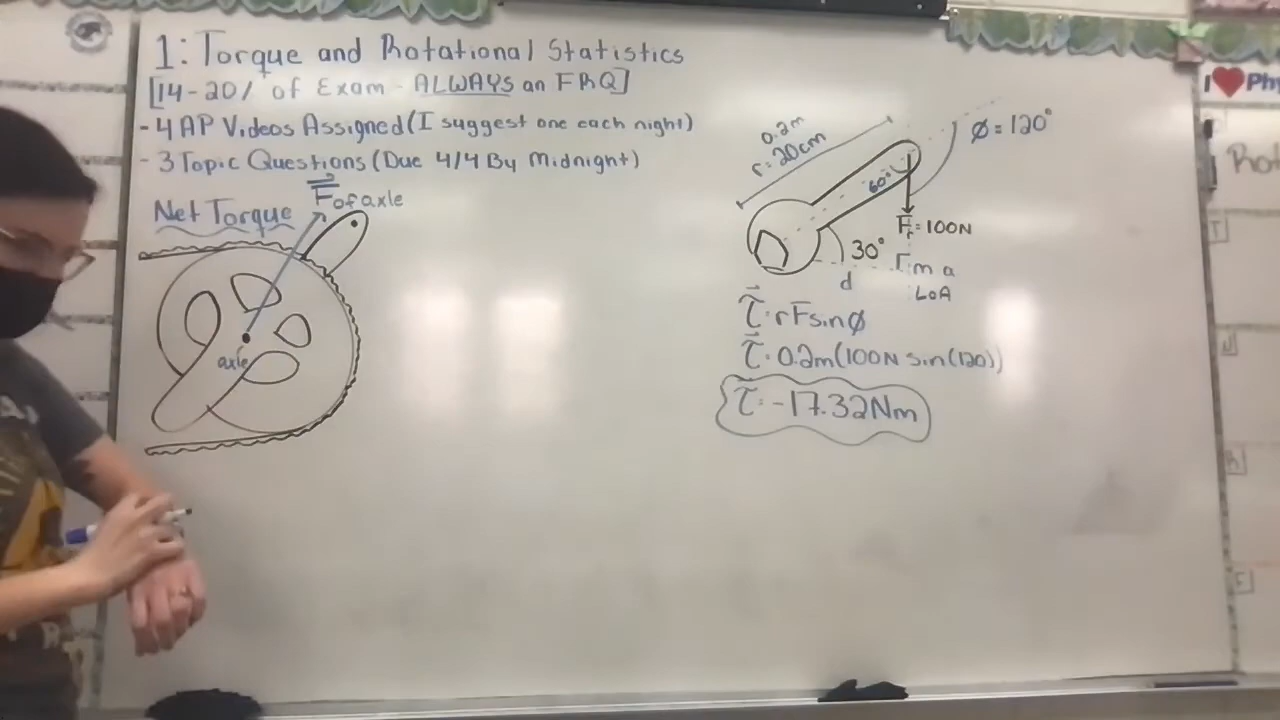 1: Torque and Rotational Statistics
[14-20% of Exam - ALWAYS an FRQ]
- 4 AP Videos Assigned (I suggest one each night)
- 3 Topic Questions (Due 4/4 By Midnight)
Net Torque
F of axle
axle
0.2m
r=20cm
ø=120°
60°
F=100N
30°
d
m a
LoA
τ=rFsinø
τ=0.2m(100N sin(120))
τ=-17.32Nm
I ♥ Phy
Rot